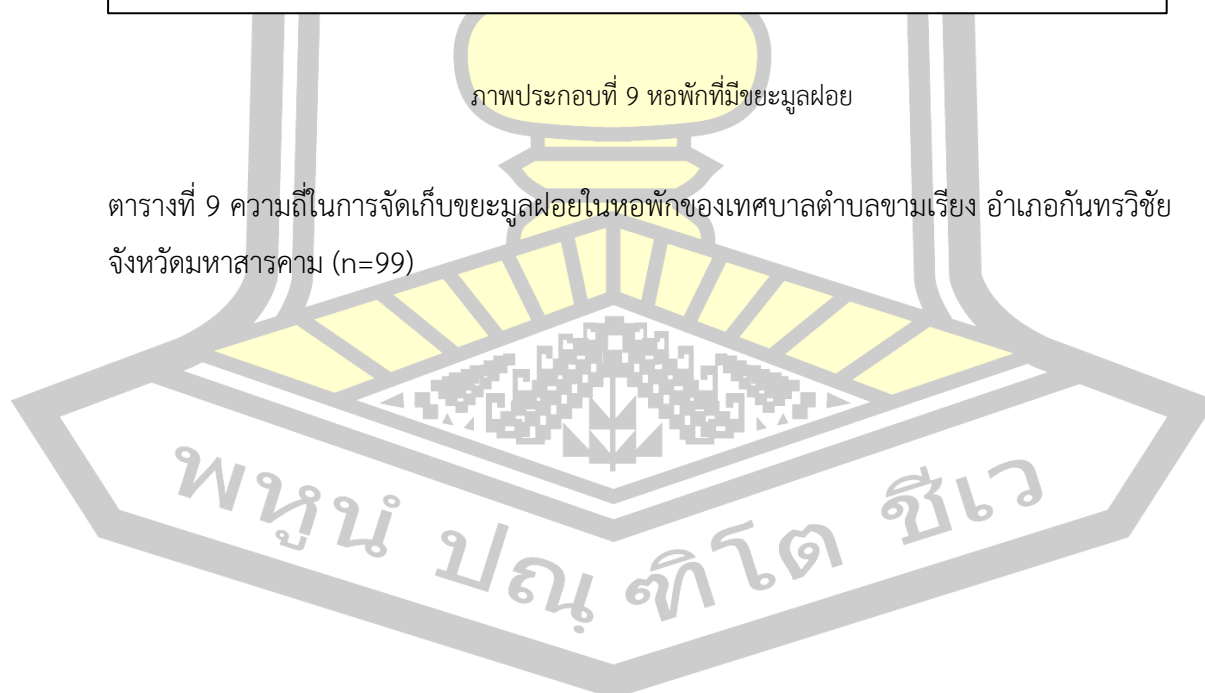 ภาพประกอบที่ 9 หอพักที่มีขยะมูลฝอย
ตารางที่ 9 ความถี่ในการจัดเก็บขยะมูลฝอยในหอพักของเทศบาลตำบลขามเรียง อำเภอกันทรวิชัย
จังหวัดมหาสารคาม (n=99)
พหูนํ ปณฺฑิโต ชีเว